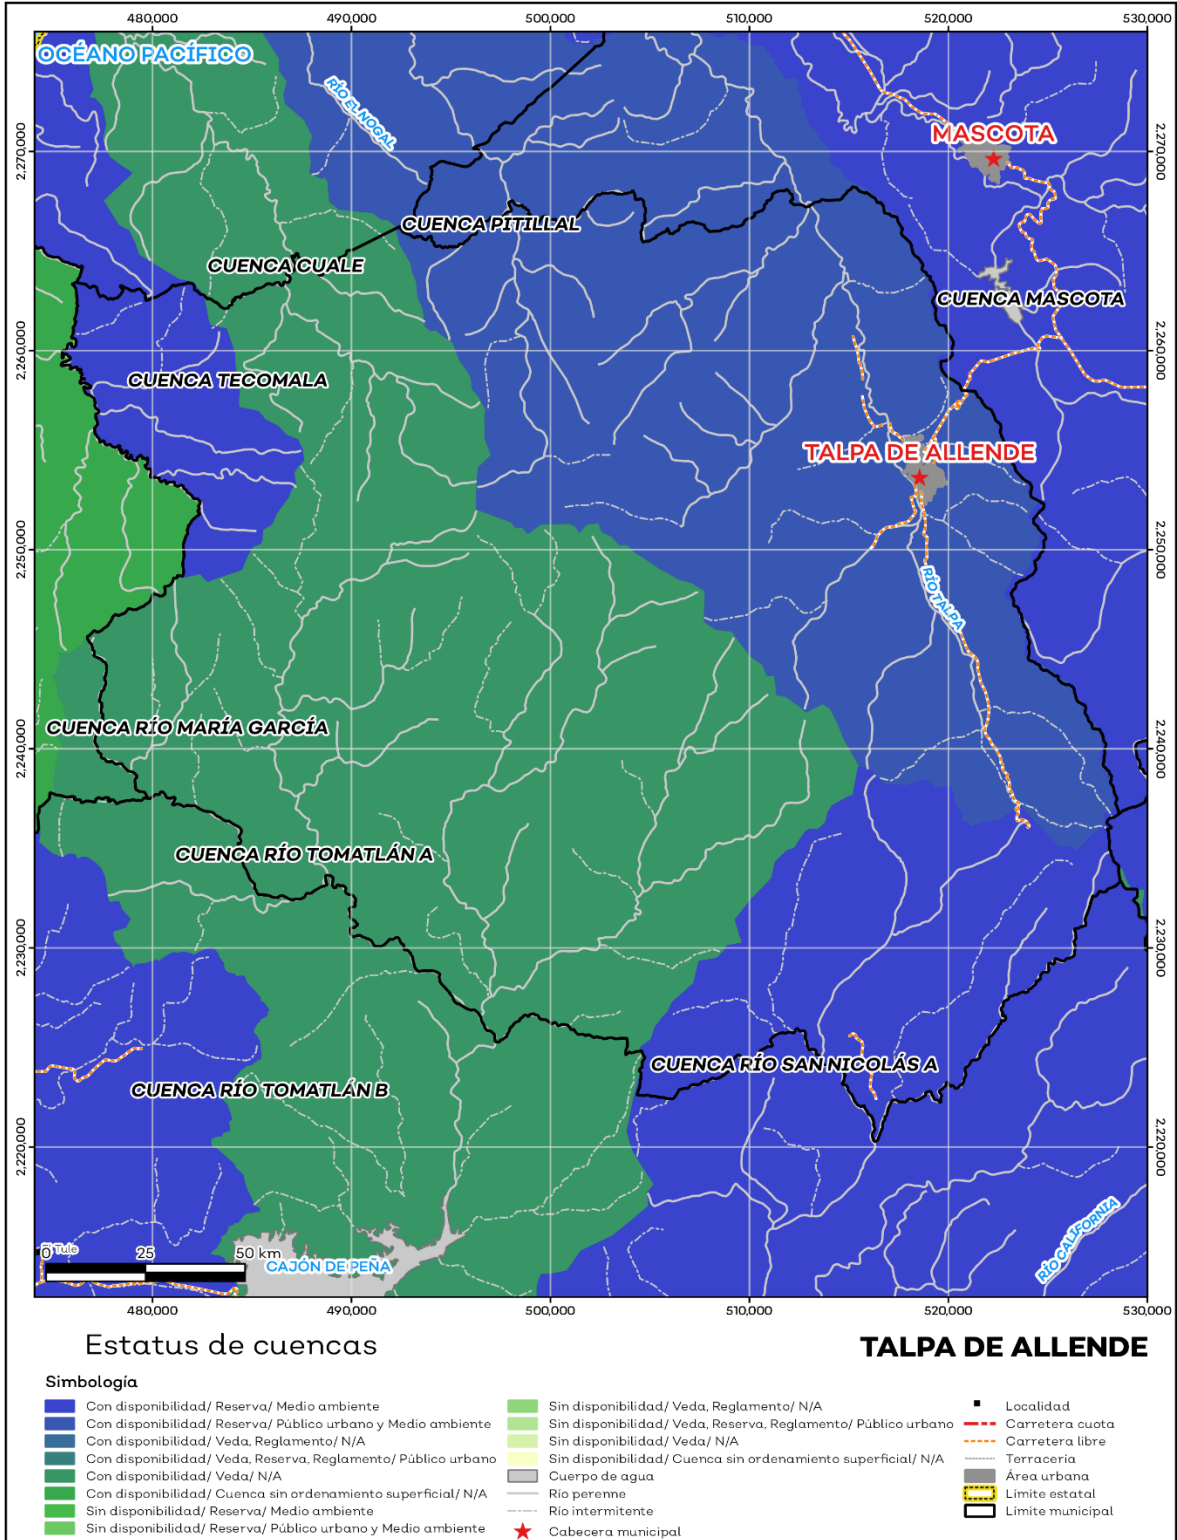 480,000 490,000 500,000 510,000 520,000 530,000
OCÉANO PACÍFICO
RÍO EL NOGAL
MASCOTA
2,270,000 2,270,000
CUENCA PITILLAL
CUENCA CUALE
CUENCA MASCOTA
2,260,000 2,260,000
CUENCA TECOMALA
TALPA DE ALLENDE
2,250,000 2,250,000
RÍO TALPA
CUENCA RÍO MARÍA GARCÍA
2,240,000 2,240,000
CUENCA RÍO TOMATLÁN A
2,230,000 2,230,000
CUENCA RÍO SAN NICOLÁS A
CUENCA RÍO TOMATLÁN B
2,220,000 2,220,000
RÍO CALIFORNIA
Tule
0 25 50 km
CAJÓN DE PEÑA
480,000 490,000 500,000 510,000 520,000 530,000
Estatus de cuencas
TALPA DE ALLENDE
Simbología
Con disponibilidad/ Reserva/ Medio ambiente
Con disponibilidad/ Reserva/ Público urbano y Medio ambiente
Con disponibilidad/ Veda, Reglamento/ N/A
Con disponibilidad/ Veda, Reserva, Reglamento/ Público urbano
Con disponibilidad/ Veda/ N/A
Con disponibilidad/ Cuenca sin ordenamiento superficial/ N/A
Sin disponibilidad/ Reserva/ Medio ambiente
Sin disponibilidad/ Reserva/ Público urbano y Medio ambiente
Sin disponibilidad/ Veda, Reglamento/ N/A
Sin disponibilidad/ Veda, Reserva, Reglamento/ Público urbano
Sin disponibilidad/ Veda/ N/A
Sin disponibilidad/ Cuenca sin ordenamiento superficial/ N/A
Cuerpo de agua
Río perenne
Río intermitente
Cabecera municipal
Localidad
Carretera cuota
Carretera libre
Terracería
Área urbana
Límite estatal
Límite municipal